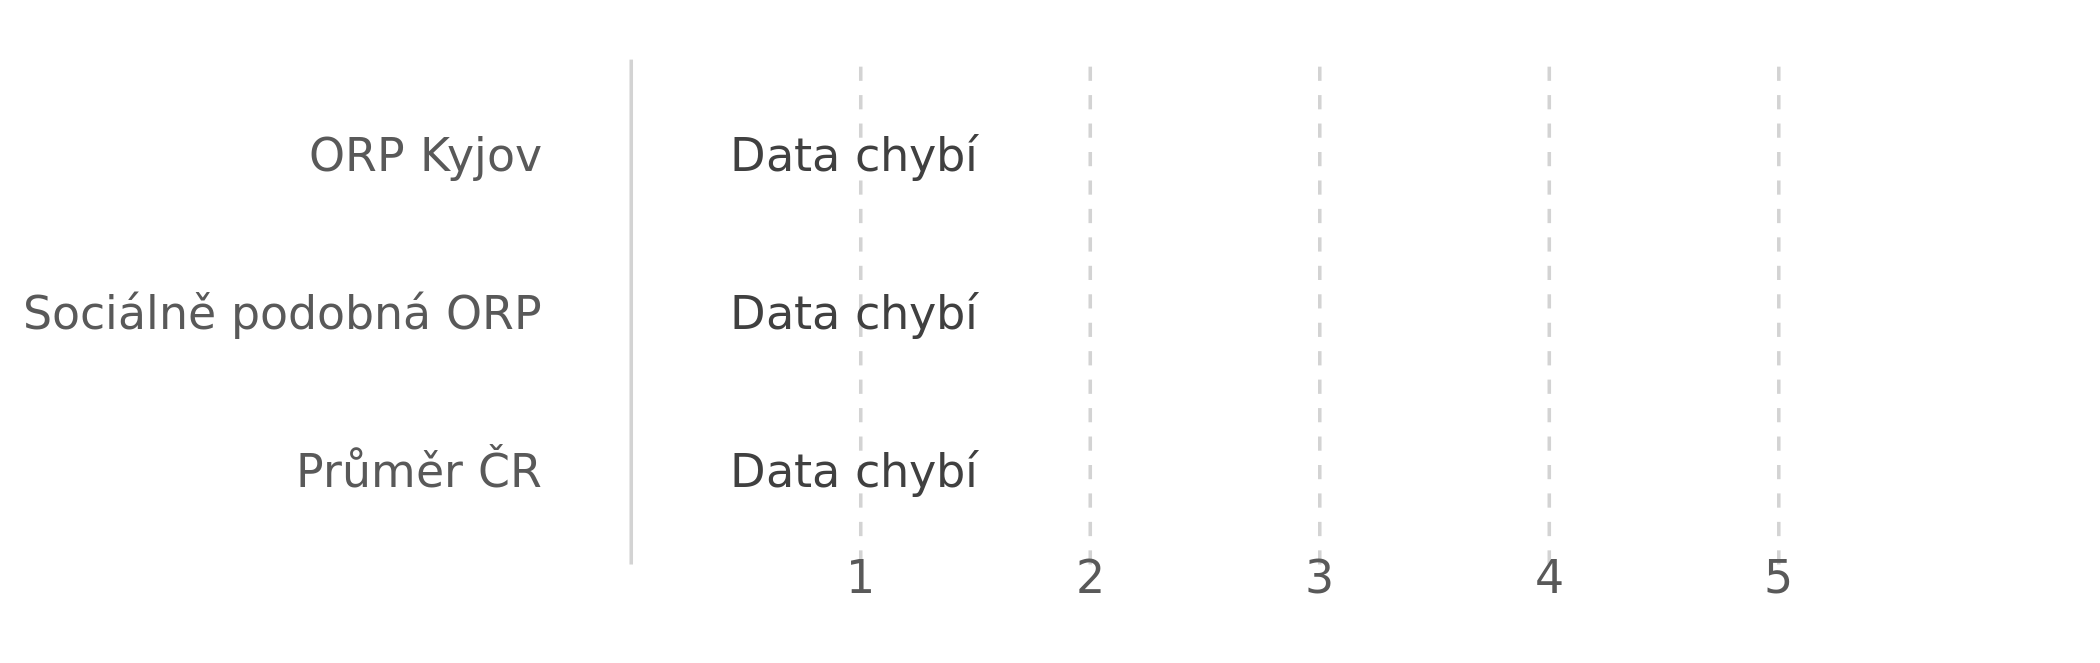 ORP Kyjov Data chybí
Sociálně podobná ORP Data chybí
Průměr ČR Data chybí
1 2 3 4 5